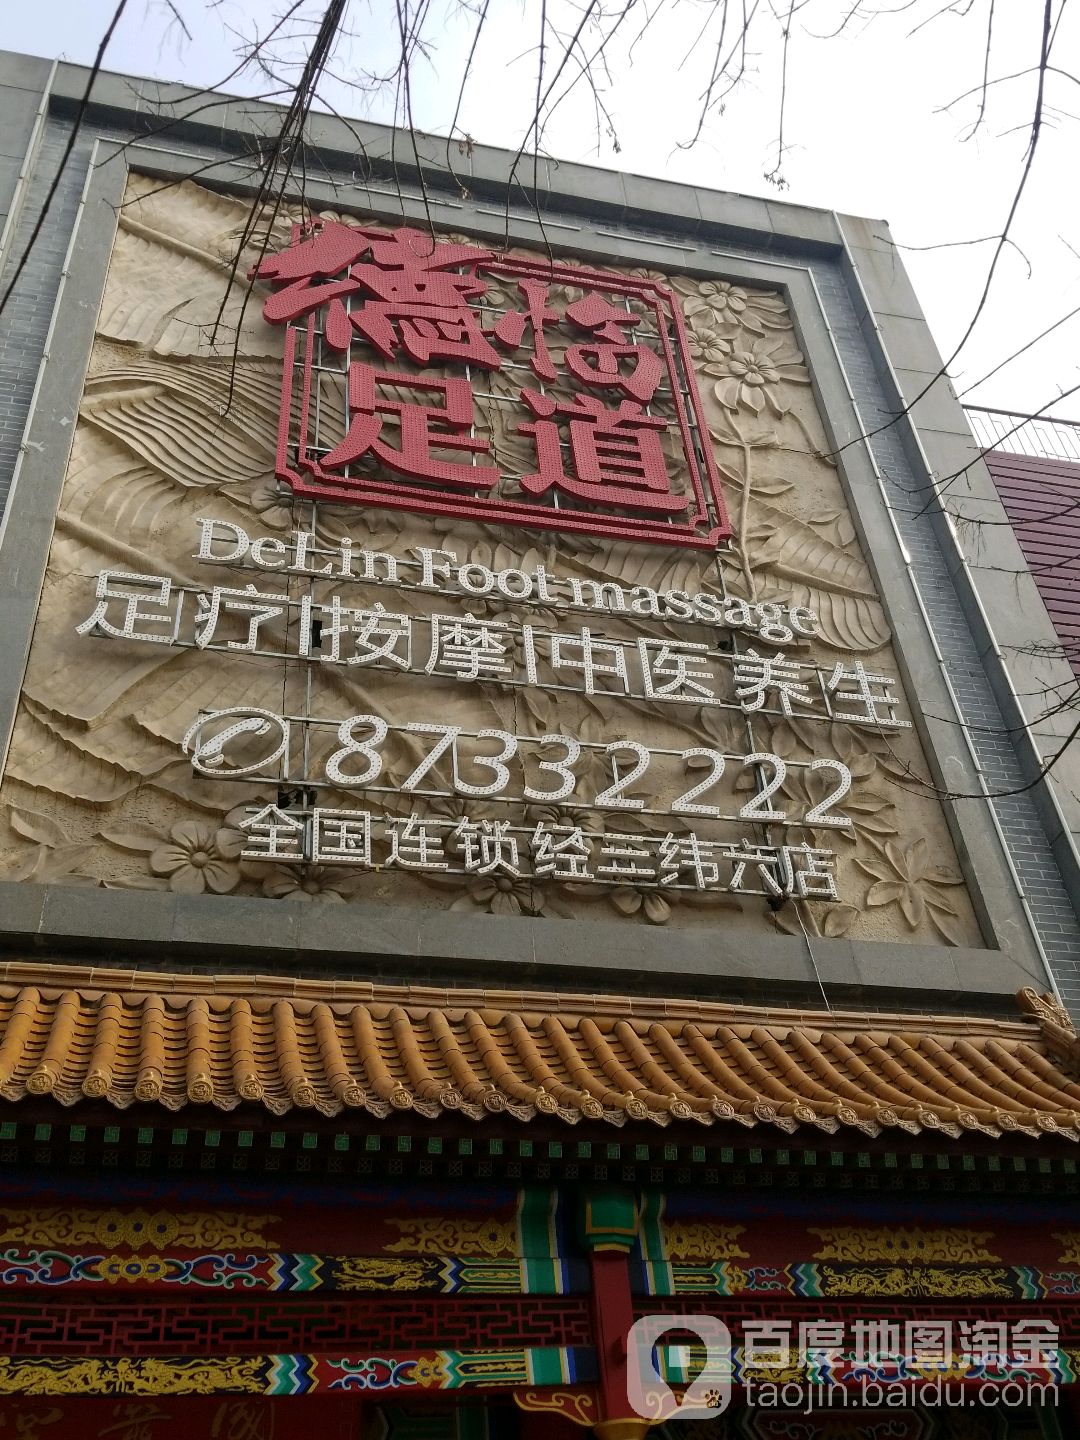 德临
足道
DeLin Foot massage
足疗|按摩|中医养生
✆87332222
全国连锁经三纬六店
百度地图淘金
taojin.baidu.com